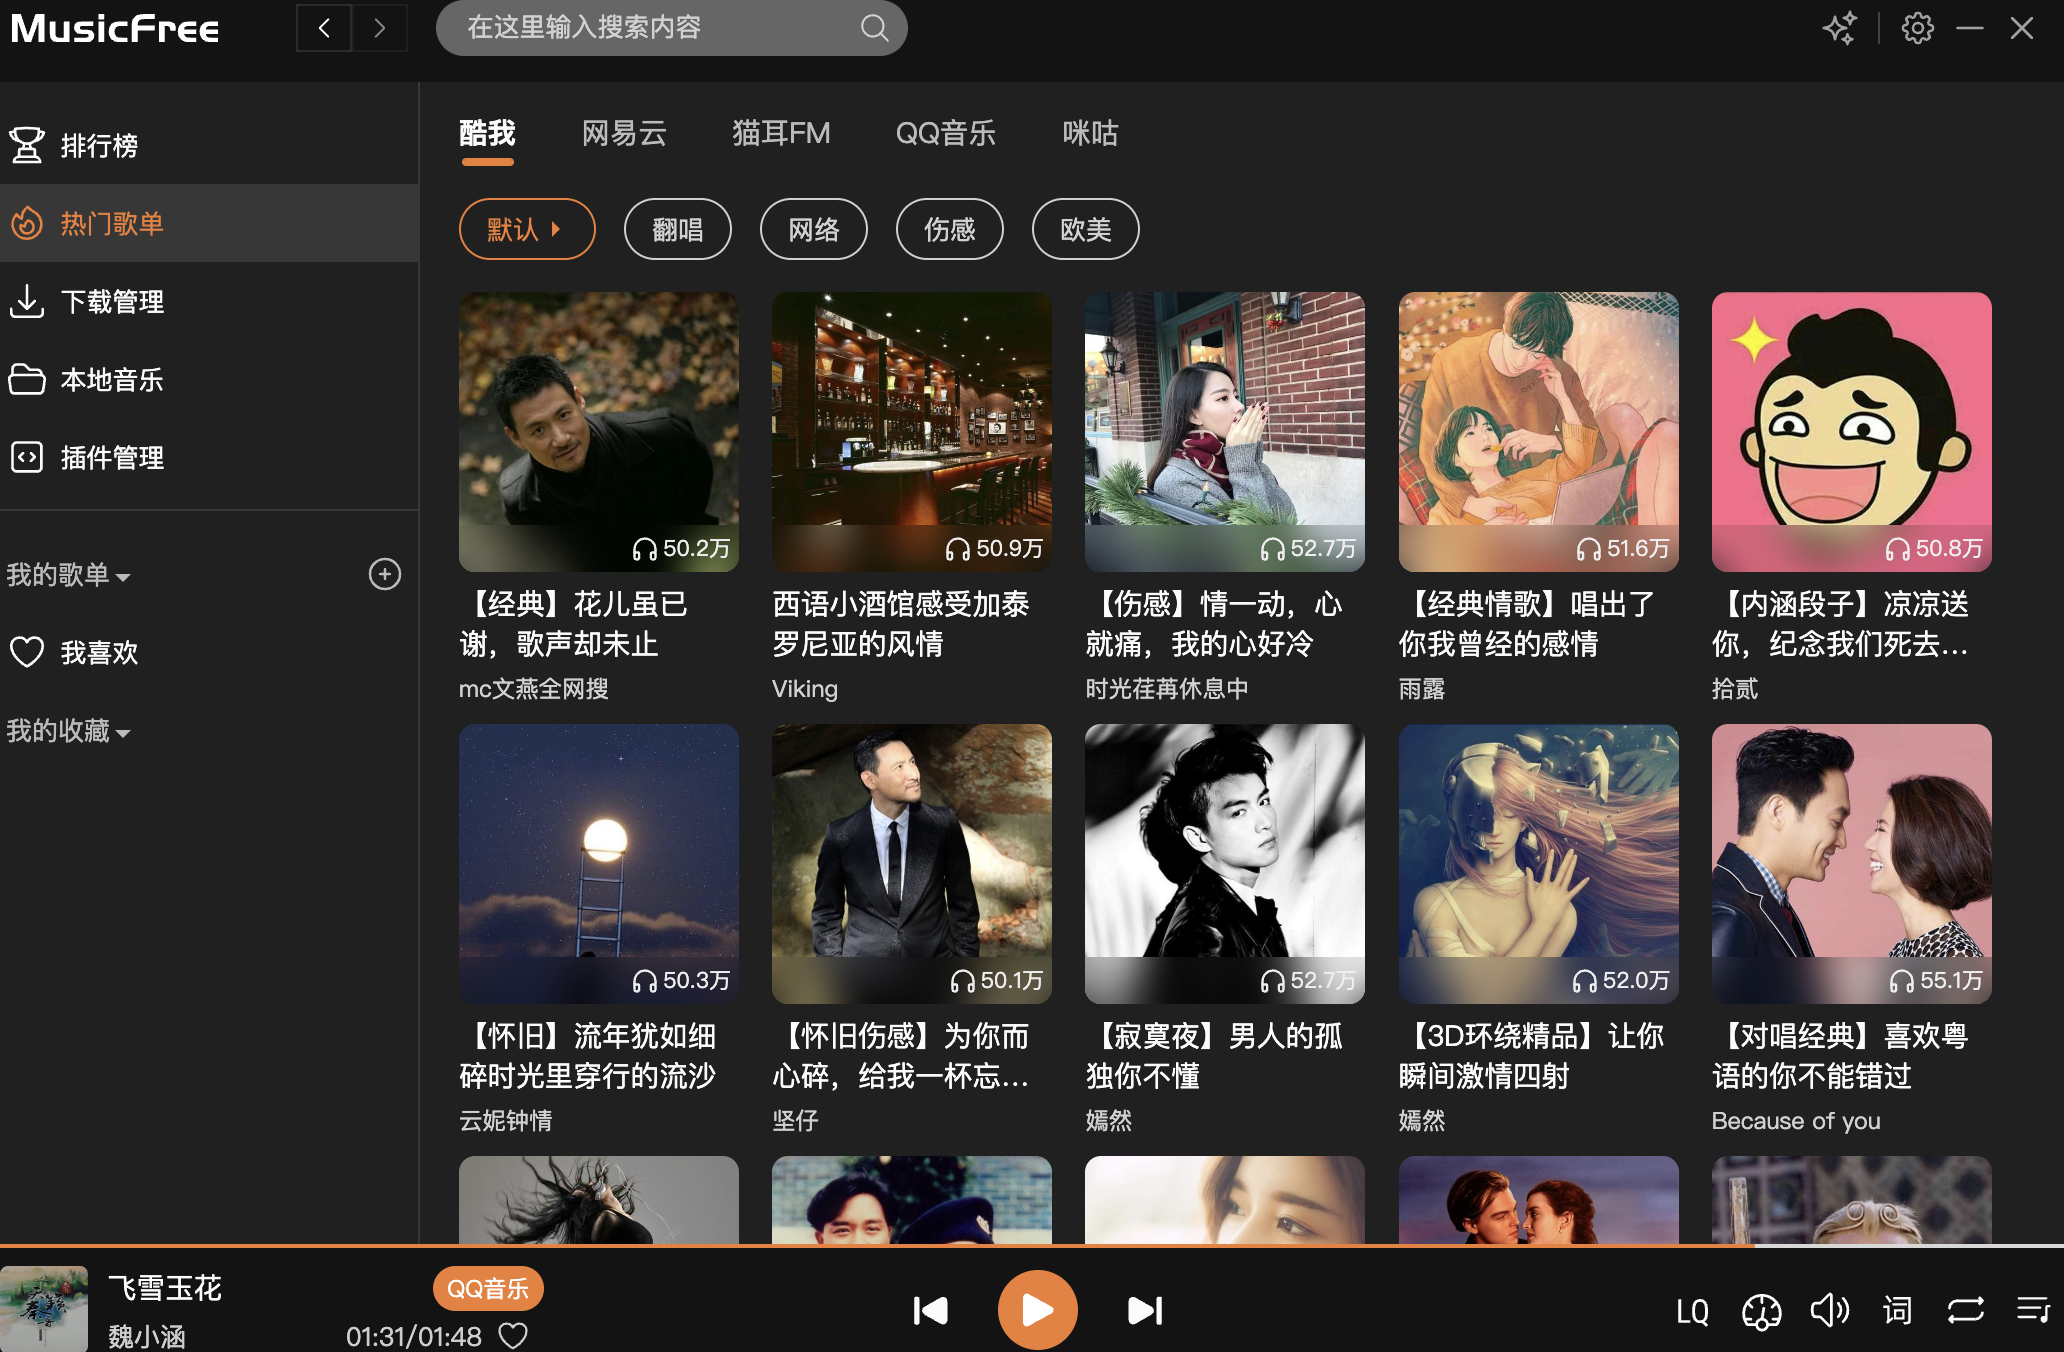 MusicFree
在这里输入搜索内容
排行榜
热门歌单
下载管理
本地音乐
插件管理
我的歌单
我喜欢
我的收藏
酷我 网易云 猫耳FM QQ音乐 咪咕
默认 翻唱 网络 伤感 欧美
50.2万
【经典】花儿虽已
谢，歌声却未止
mc文燕全网搜
50.9万
西语小酒馆感受加泰
罗尼亚的风情
Viking
52.7万
【伤感】情一动，心
就痛，我的心好冷
时光荏苒休息中
51.6万
【经典情歌】唱出了
你我曾经的感情
雨露
50.8万
【内涵段子】凉凉送
你，纪念我们死去...
拾贰
50.3万
【怀旧】流年犹如细
碎时光里穿行的流沙
云妮钟情
50.1万
【怀旧伤感】为你而
心碎，给我一杯忘...
坚仔
52.7万
【寂寞夜】男人的孤
独你不懂
嫣然
52.0万
【3D环绕精品】让你
瞬间激情四射
嫣然
55.1万
【对唱经典】喜欢粤
语的你不能错过
Because of you
飞雪玉花
QQ音乐
魏小涵
01:31/01:48
LQ
词